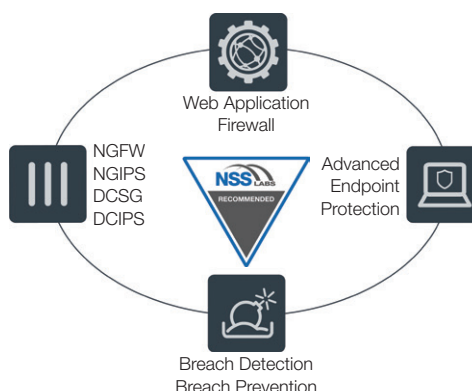 Web Application
Firewall
NGFW
NGIPS
DCSG
DCIPS
NSS
LABS
RECOMMENDED
Advanced
Endpoint
Protection
Breach Detection
Breach Prevention